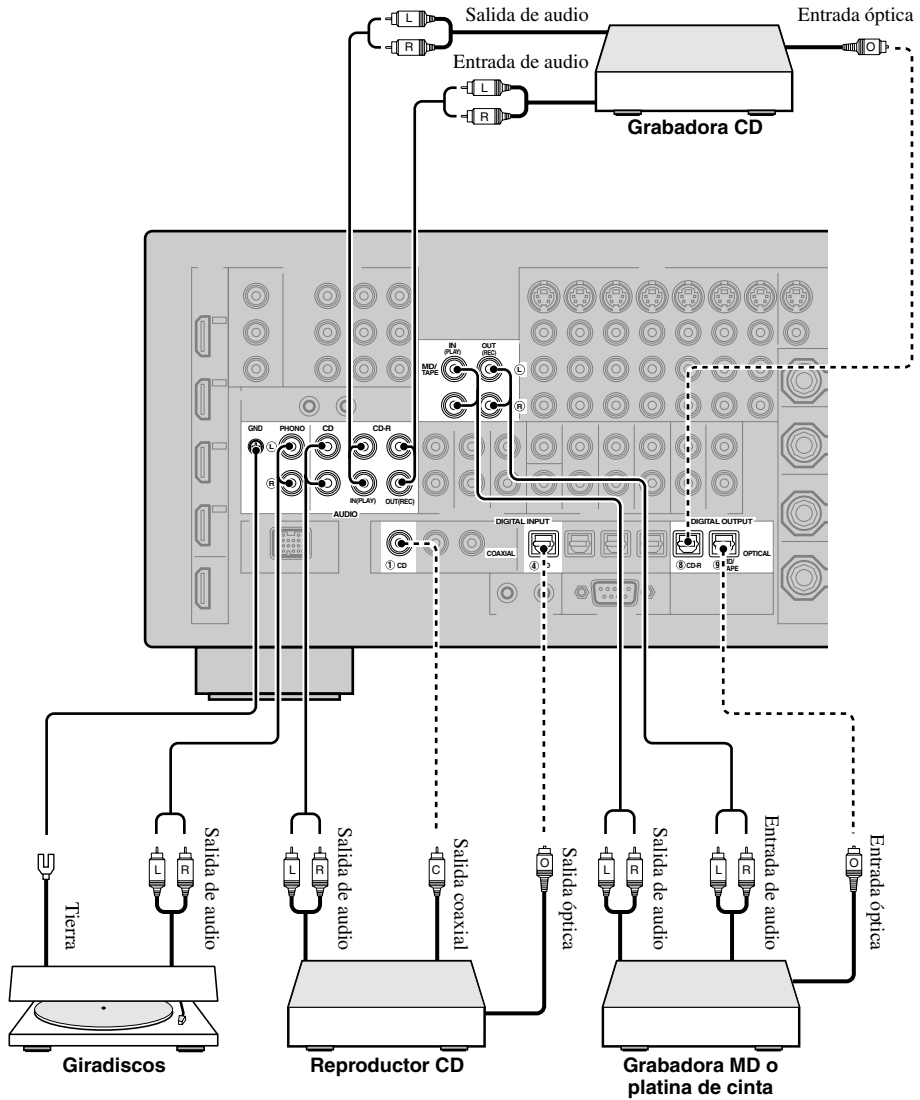 Salida de audio
Entrada óptica
L
R
O
Entrada de audio
L
R
Grabadora CD
IN
(PLAY)
OUT
(REC)
MD/
TAPE
L
R
GND
PHONO
CD
CD-R
L
R
IN(PLAY)
OUT(REC)
AUDIO
DIGITAL INPUT
DIGITAL OUTPUT
COAXIAL
OPTICAL
① CD
④
⑧ CD-R
⑨
Tierra
L
R
Salida de audio
L
R
Salida de audio
C
Salida coaxial
O
Salida óptica
L
R
Salida de audio
L
R
Entrada de audio
O
Entrada óptica
Giradiscos
Reproductor CD
Grabadora MD o
platina de cinta